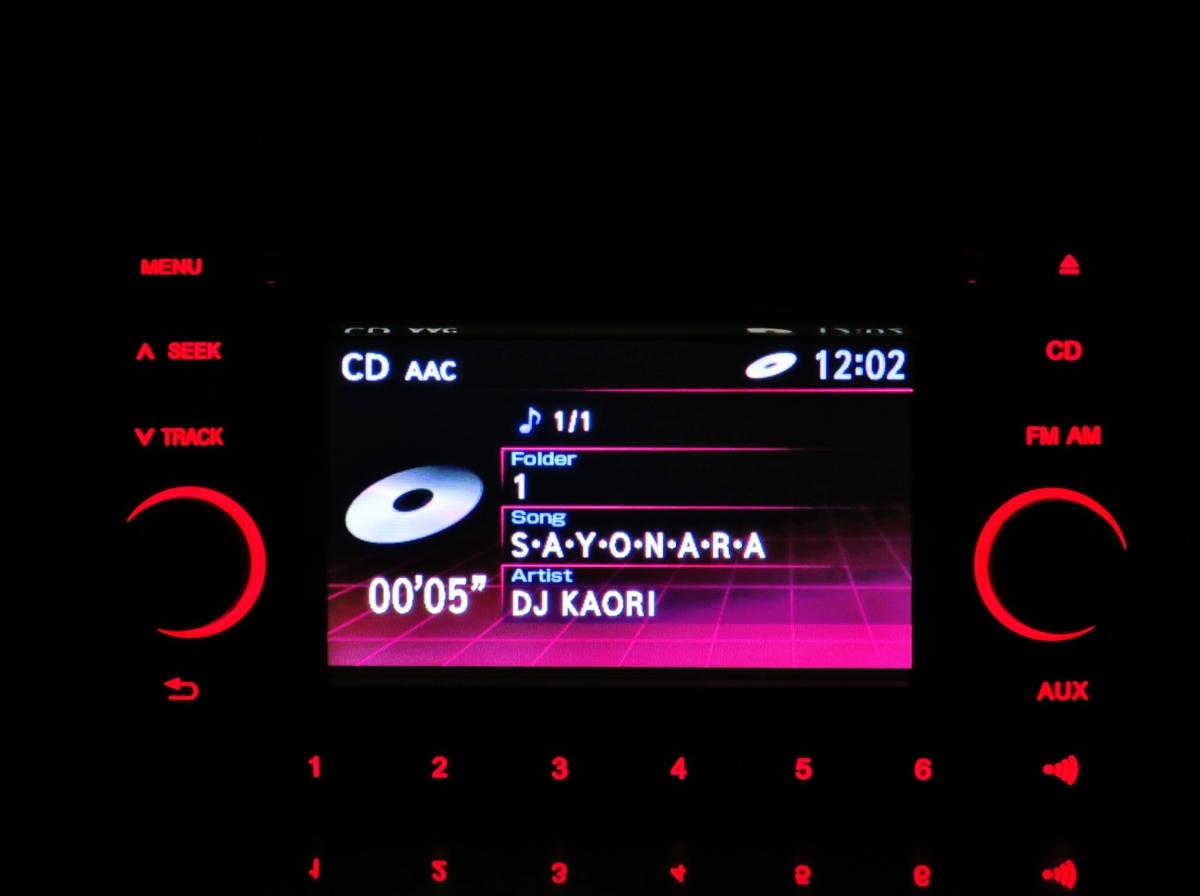 MENU
∧ SEEK
∨ TRACK
CD AAC 12:02
♪ 1/1
Folder
1
Song
S•A•Y•O•N•A•R•A
Artist
DJ KAORI
00’05”
CD
FM AM
AUX
1 2 3 4 5 6